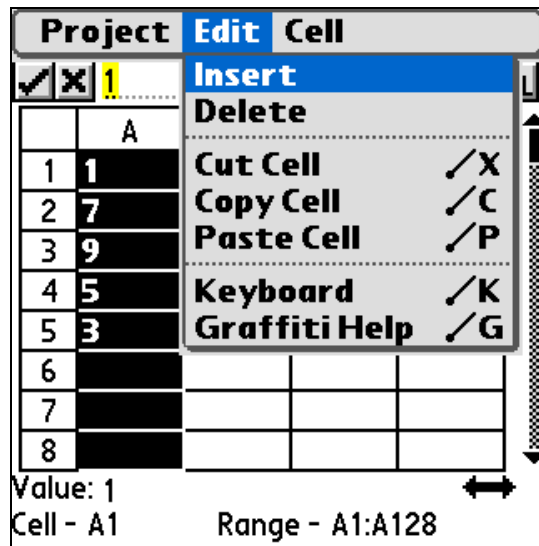 Project Edit Cell
1
Insert
Delete
Cut Cell /X
Copy Cell /C
Paste Cell /P
Keyboard /K
Graffiti Help /G
A
1 1
2 7
3 9
4 5
5 3
6
7
8
Value: 1
Cell - A1 Range - A1:A128